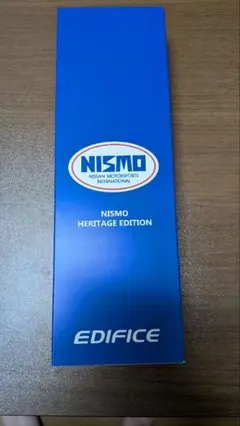 NISMO
NISSAN MOTORSPORTS
INTERNATIONAL
NISMO
HERITAGE EDITION
EDIFICE